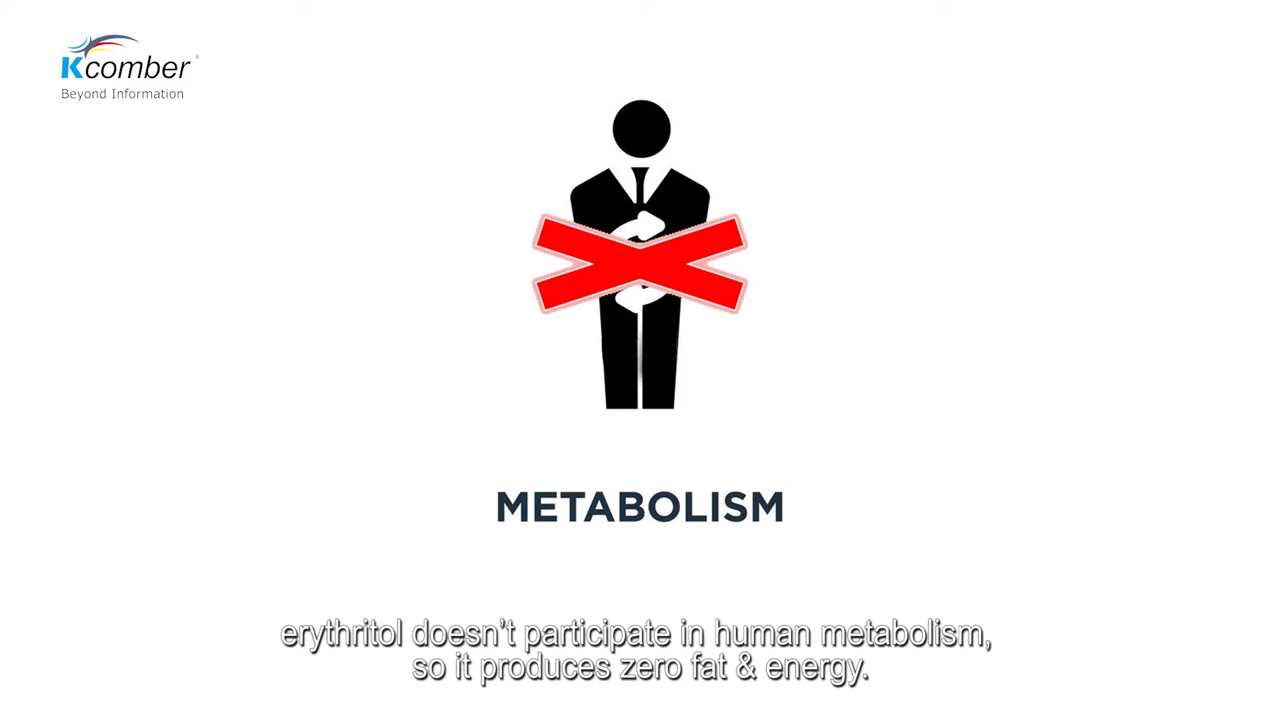 Kcomber®
Beyond Information
METABOLISM
erythritol doesn't participate in human metabolism,
so it produces zero fat & energy.